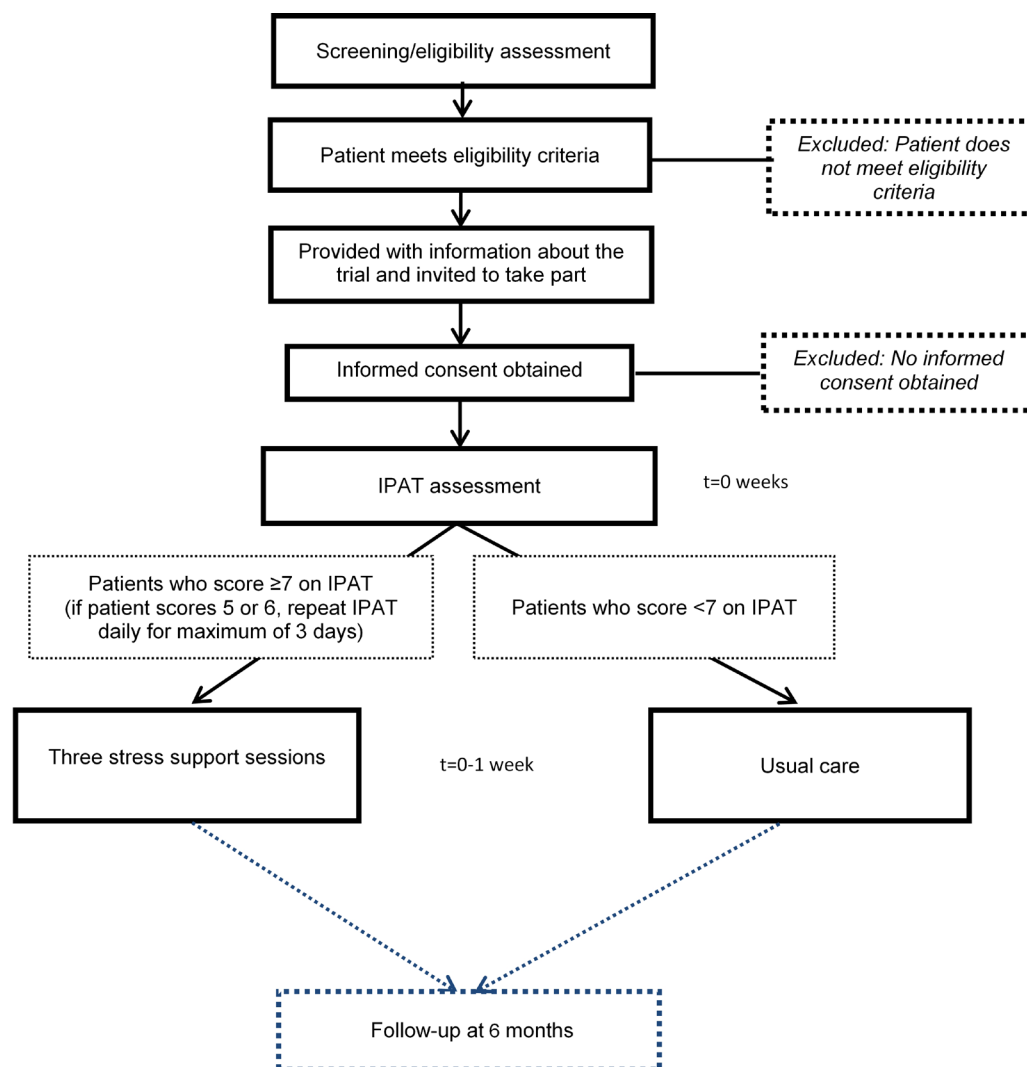 Screening/eligibility assessment
Patient meets eligibility criteria
Excluded: Patient does
not meet eligibility
criteria
Provided with information about the
trial and invited to take part
Informed consent obtained
Excluded: No informed
consent obtained
IPAT assessment
t=0 weeks
Patients who score ≥7 on IPAT
(if patient scores 5 or 6, repeat IPAT
daily for maximum of 3 days)
Patients who score <7 on IPAT
Three stress support sessions
t=0-1 week
Usual care
Follow-up at 6 months